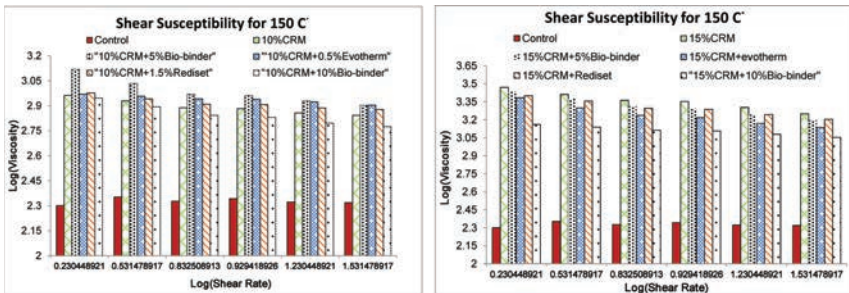 Shear Susceptibility for 150 C°
Control
10%CRM
"10%CRM+5%Bio-binder"
""10%CRM+0.5%Evotherm"
"10%CRM+1.5%Rediset"
"10%CRM+10%Bio-binder"
Log(Viscosity)
3.2
3.05
2.9
2.75
2.6
2.45
2.3
2.15
2
0.230448921
0.531478917
0.832508913
0.929418926
1.230448921
1.531478917
Log(Shear Rate)
Shear Susceptibility for 150 C°
Control
15%CRM
15%CRM+5%Bio-binder
15%CRM+evotherm
15%CRM+Rediset
"15%CRM+10%Bio-binder"
Log(Viscosity)
3.65
3.5
3.35
3.2
3.05
2.9
2.75
2.6
2.45
2.3
2.15
2
0.230448921
0.531478917
0.832508913
0.929418926
1.230448921
1.531478917
Log(Shear Rate)